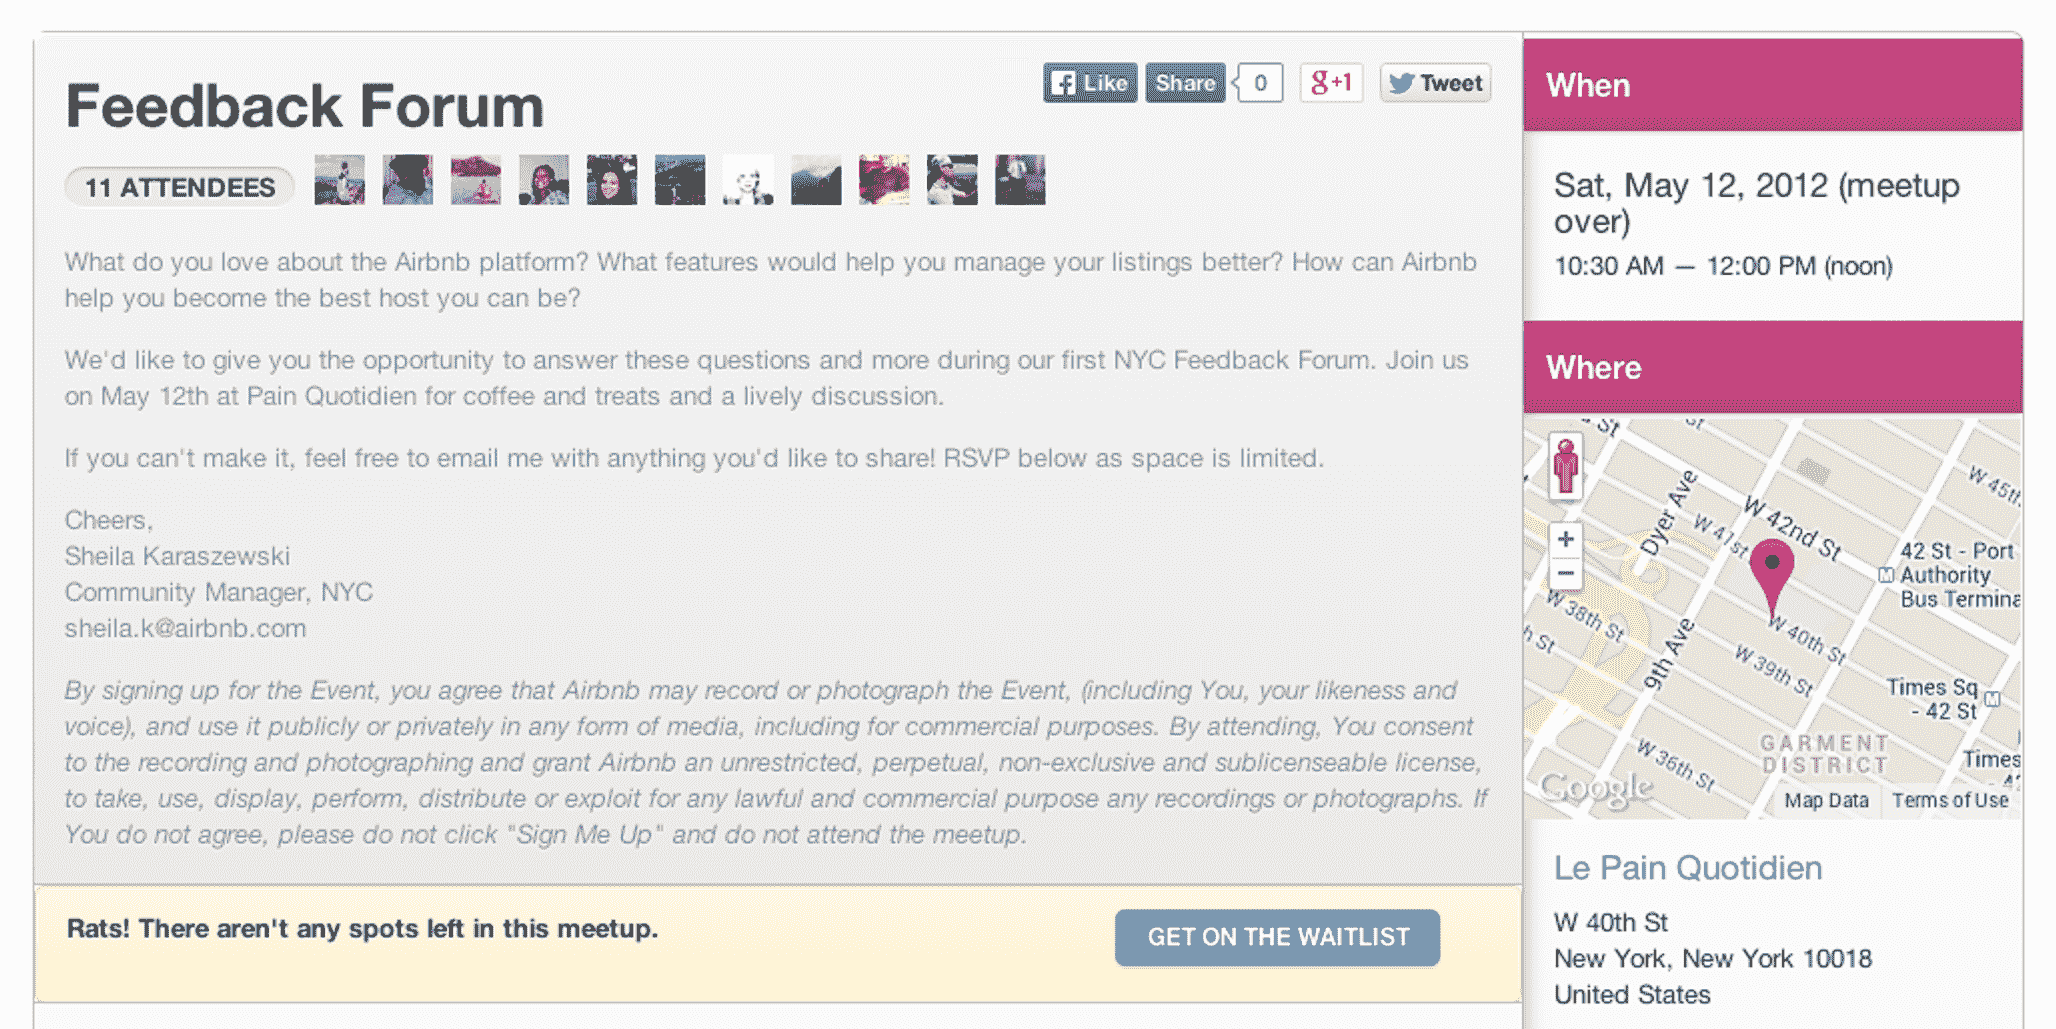 Feedback Forum
Like Share 0 g+1 Tweet
11 ATTENDEES
What do you love about the Airbnb platform? What features would help you manage your listings better? How can Airbnb
help you become the best host you can be?
We'd like to give you the opportunity to answer these questions and more during our first NYC Feedback Forum. Join us
on May 12th at Pain Quotidien for coffee and treats and a lively discussion.
If you can't make it, feel free to email me with anything you'd like to share! RSVP below as space is limited.
Cheers,
Sheila Karaszewski
Community Manager, NYC
sheila.k@airbnb.com
By signing up for the Event, you agree that Airbnb may record or photograph the Event, (including You, your likeness and
voice), and use it publicly or privately in any form of media, including for commercial purposes. By attending, You consent
to the recording and photographing and grant Airbnb an unrestricted, perpetual, non-exclusive and sublicenseable license,
to take, use, display, perform, distribute or exploit for any lawful and commercial purpose any recordings or photographs. If
You do not agree, please do not click "Sign Me Up" and do not attend the meetup.
Rats! There aren't any spots left in this meetup.
GET ON THE WAITLIST
When
Sat, May 12, 2012 (meetup
over)
10:30 AM — 12:00 PM (noon)
Where
St
St
W 45th
Dyer Ave
W 42nd St
W 41st
+
−
42 St - Port
Authority
Bus Termina
W 38th St
h St
W 40th St
9th Ave
W 39th St
Times Sq
- 42 St
GARMENT
DISTRICT
Times
W 36th St
Google
Map Data
Terms of Use
Le Pain Quotidien
W 40th St
New York, New York 10018
United States